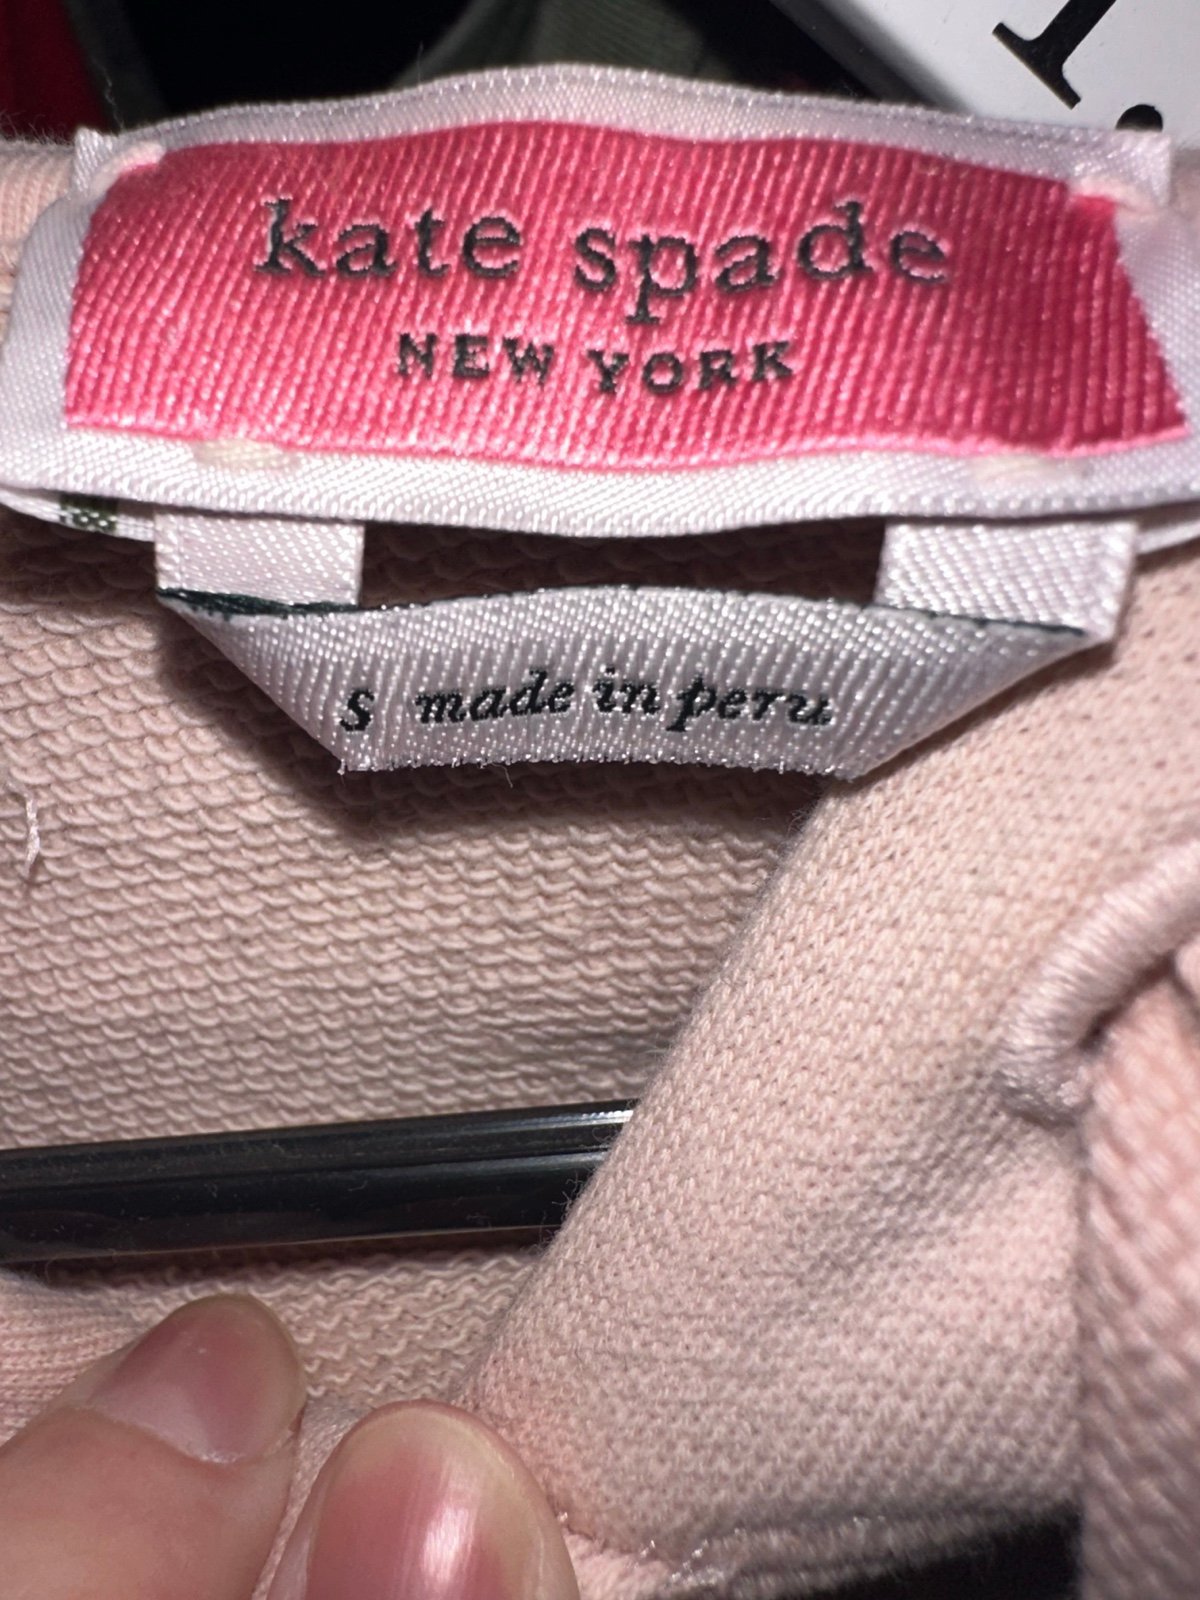 kate spade
NEW YORK
S made in peru